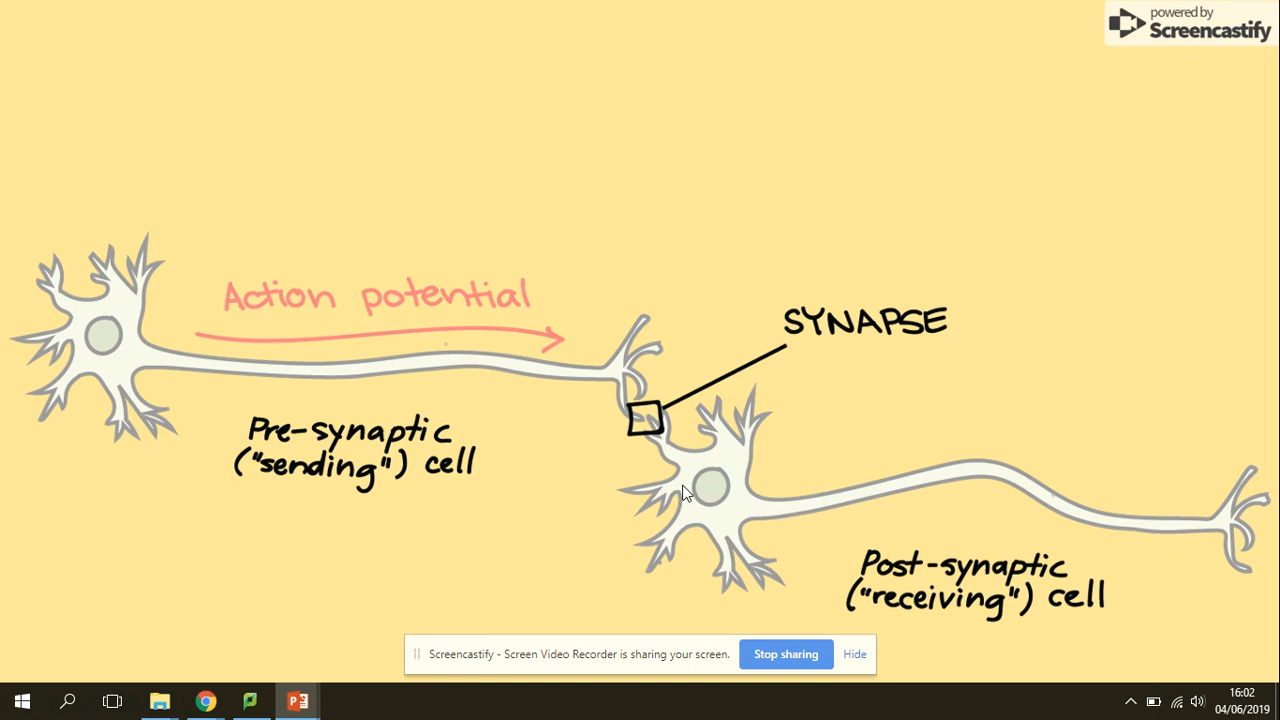 powered by
Screencastify
Action potential
SYNAPSE
Pre-synaptic
("sending") cell
Post-synaptic
("receiving") cell
Screencastify - Screen Video Recorder is sharing your screen.
Stop sharing
Hide
16:02
04/06/2019